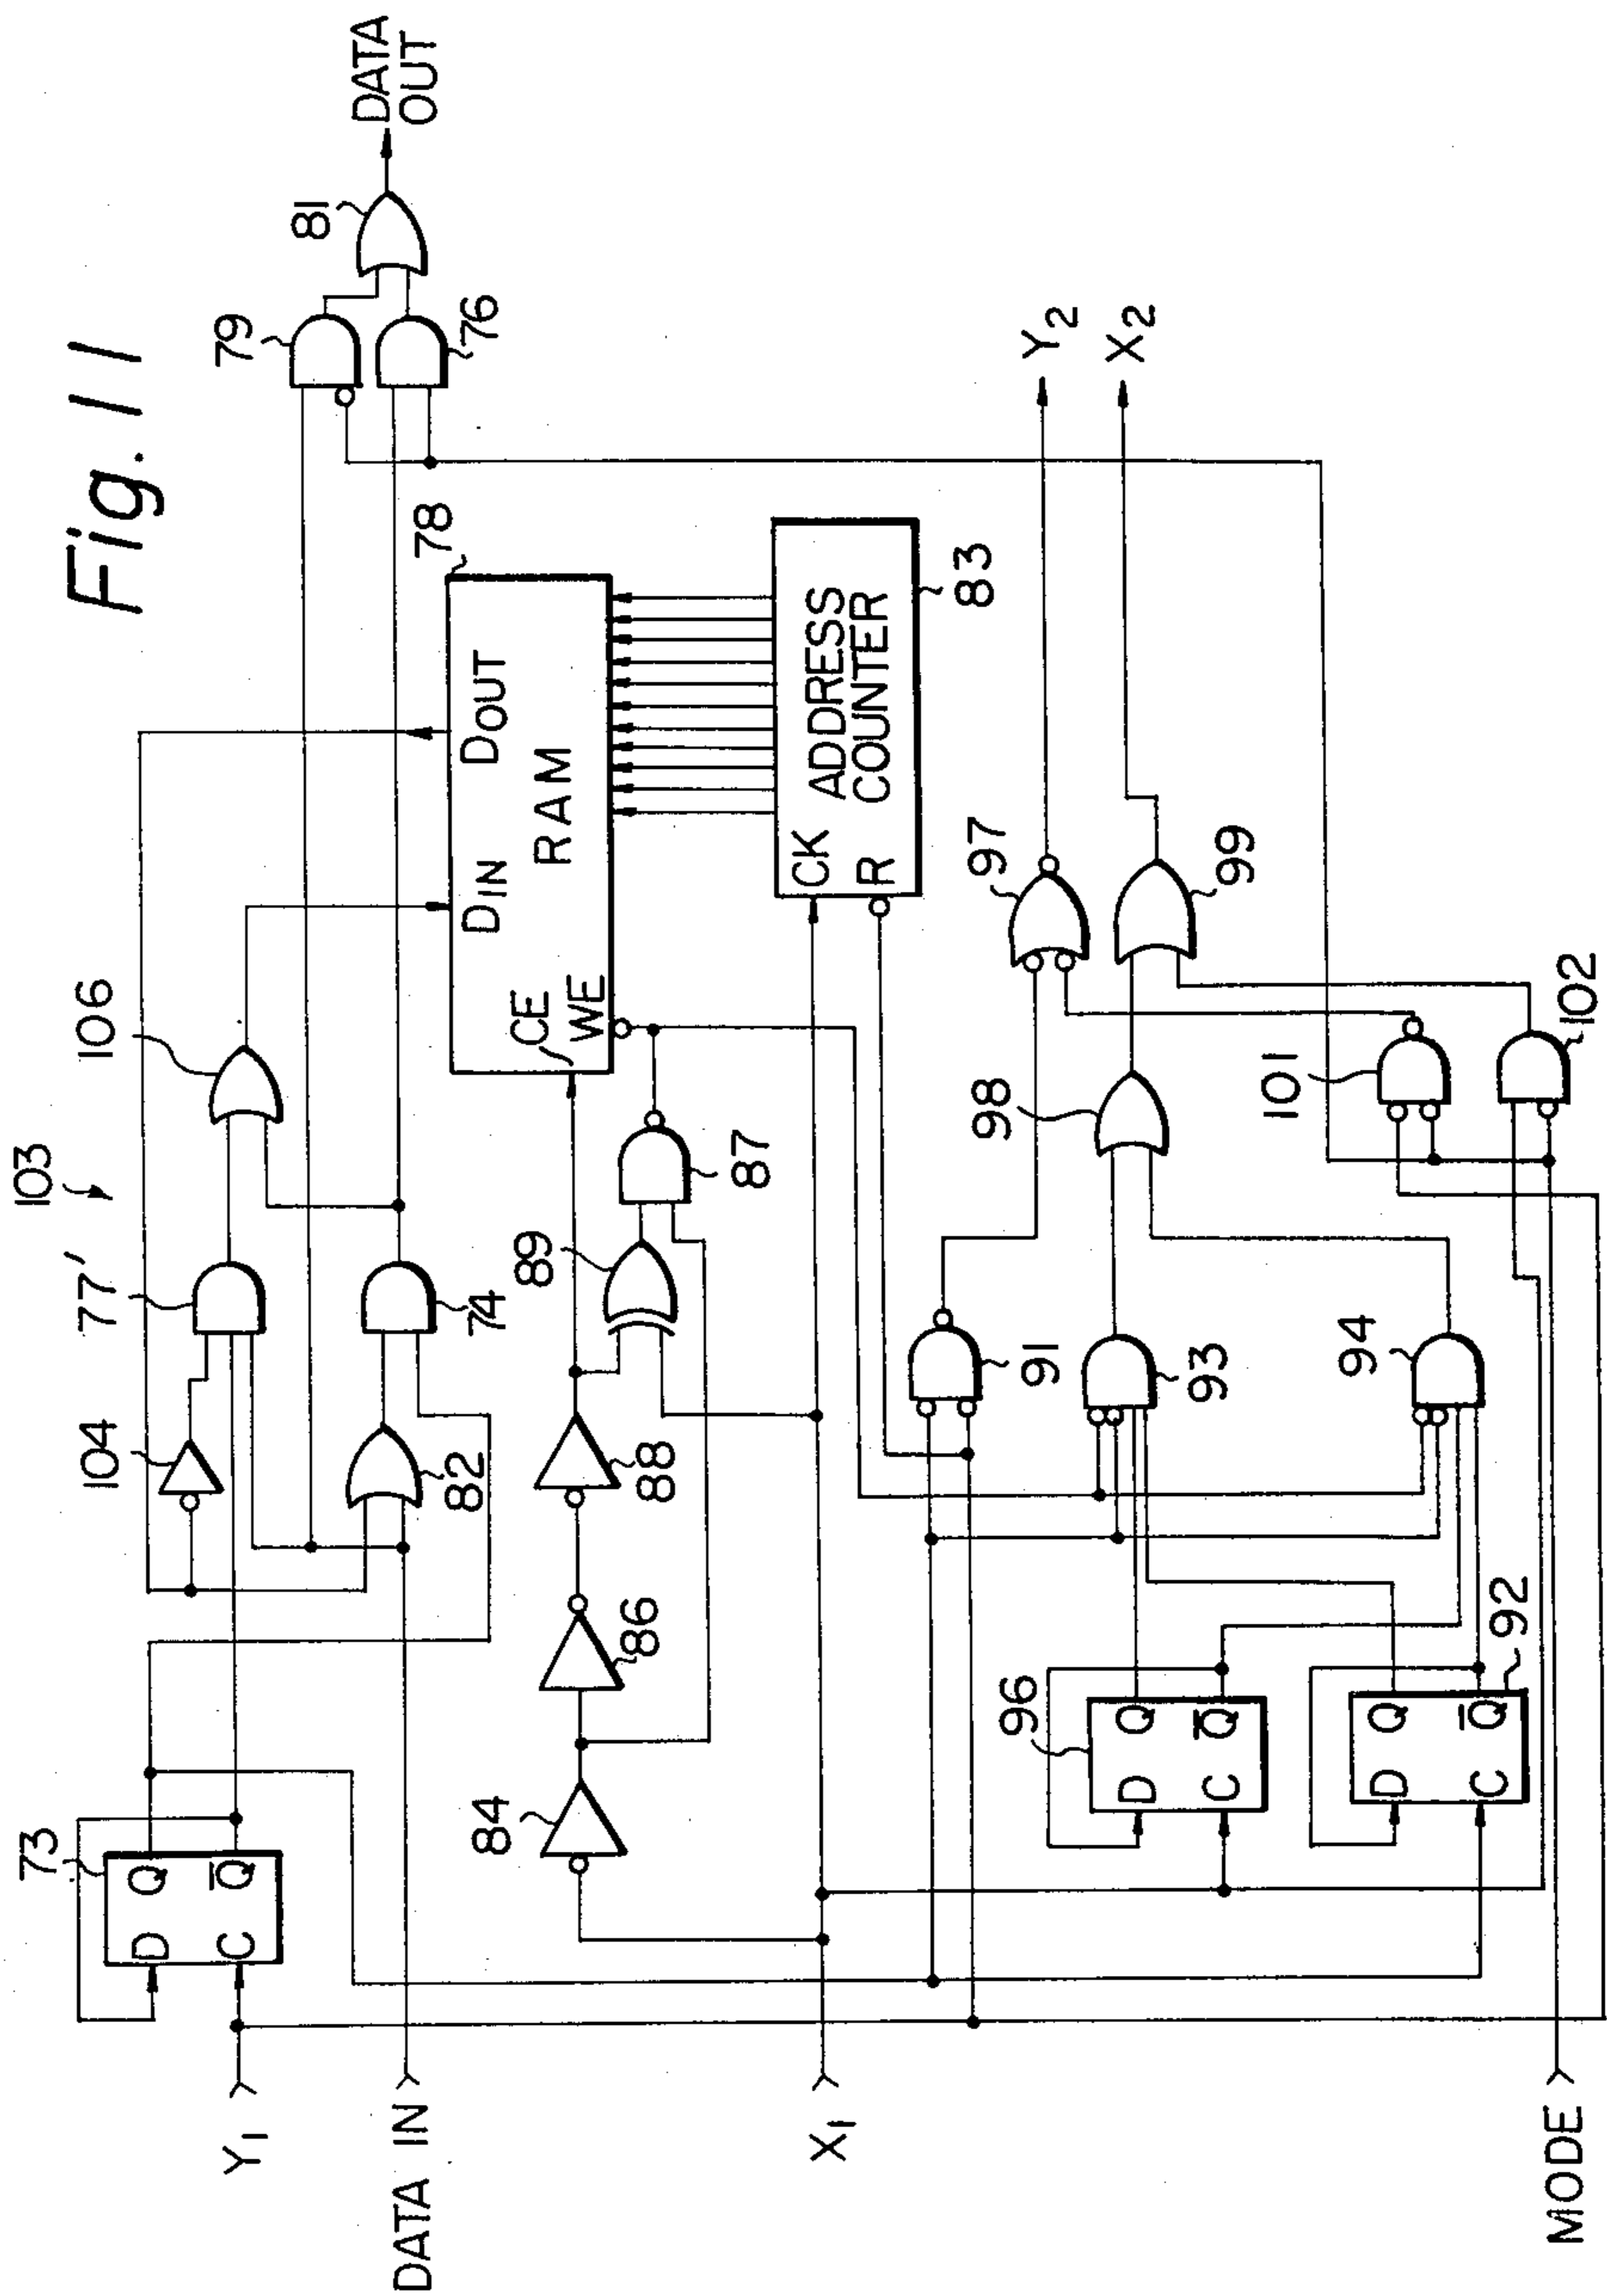 Fig. 11
103
Y1
DATA IN
X1
MODE
73
D
Q
C
Q̅
104
77'
106
82
74
79
76
81
DATA
OUT
78
DIN
DOUT
RAM
CE
WE
84
86
88
89
87
CK
R
ADDRESS
COUNTER
83
96
D
Q
C
Q̅
92
D
Q
C
Q̅
91
93
94
98
97
99
101
102
Y2
X2